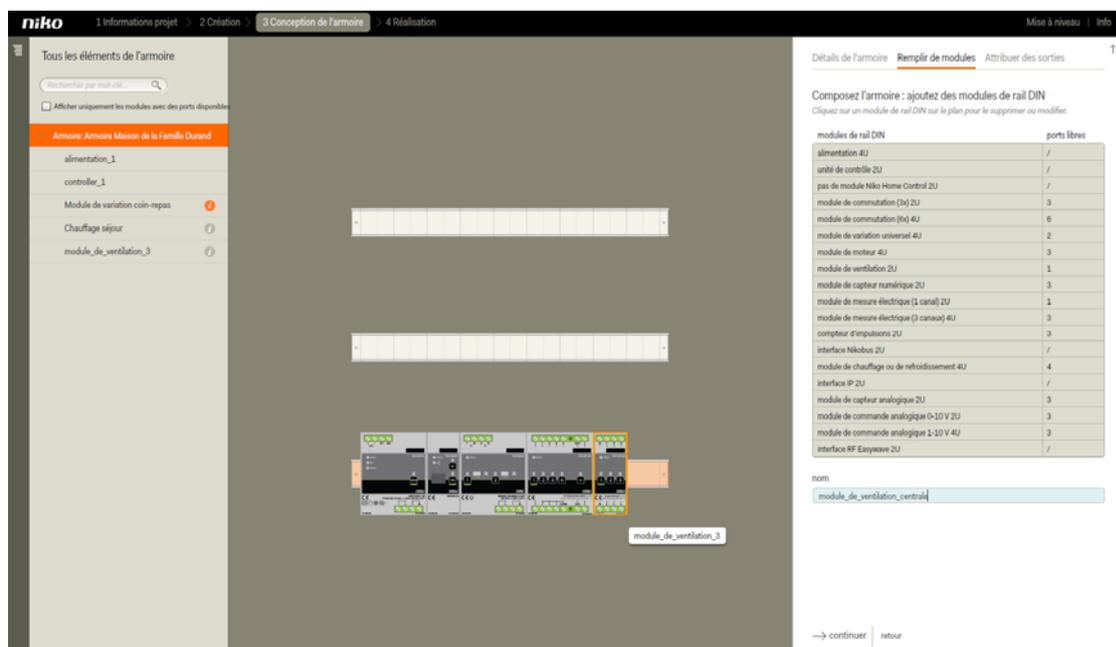 niko 1 Informations projet > 2 Création > 3 Conception de l'armoire > 4 Réalisation Mise à niveau | Info
Tous les éléments de l'armoire
Rechercher par mot-clé...
Afficher uniquement les modules avec des ports disponibles
Armoire: Armoire Maison de la Famille Durand
alimentation_1
controller_1
Module de variation coin-repas
Chauffage séjour
module_de_ventilation_3
module_de_ventilation_3
Détails de l'armoire Remplir de modules Attribuer des sorties
Composez l'armoire : ajoutez des modules de rail DIN
Cliquez sur un module de rail DIN sur le plan pour le supprimer ou modifier.
modules de rail DIN ports libres
alimentation 4U /
unité de contrôle 2U /
pas de module Niko Home Control 2U /
module de commutation (3x) 2U 3
module de commutation (6x) 4U 6
module de variation universel 4U 2
module de moteur 4U 3
module de ventilation 2U 1
module de capteur numérique 2U 3
module de mesure électrique (1 canal) 2U 1
module de mesure électrique (3 canaux) 4U 3
compteur d'impulsions 2U 3
interface Nikobus 2U /
module de chauffage ou de refroidissement 4U 4
interface IP 2U /
module de capteur analogique 2U 3
module de commande analogique 0-10 V 2U 3
module de commande analogique 1-10 V 4U 3
interface RF Easywave 2U /
nom
module_de_ventilation_centrale
continuer | retour